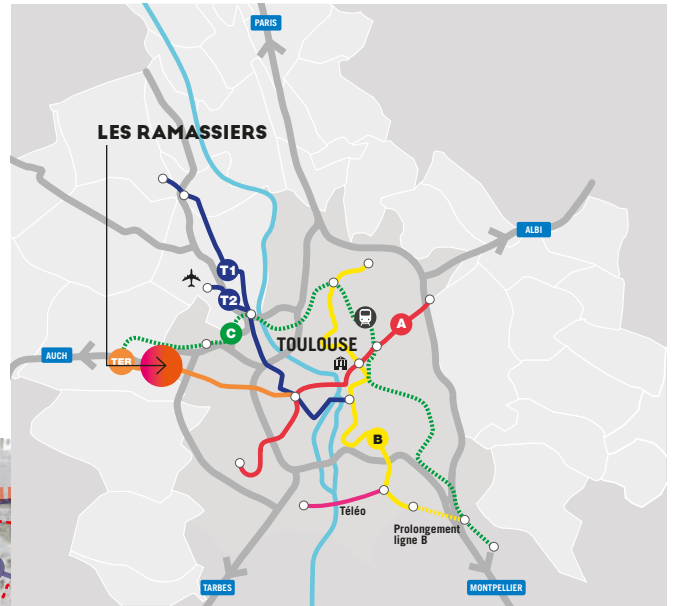 PARIS
LES RAMASSIERS
ALBI
T1
T2
C
A
TOULOUSE
AUCH
TER
B
Téléo
Prolongement
ligne B
TARBES
MONTPELLIER